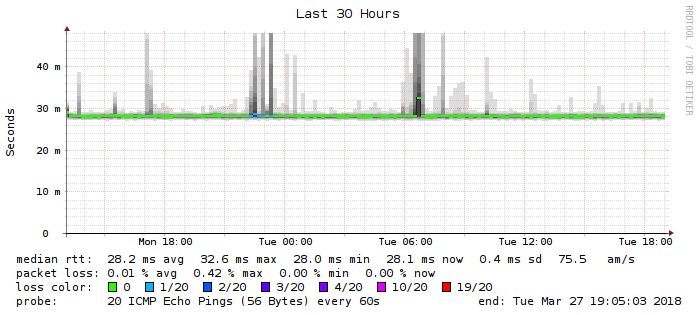 Last 30 Hours
RRDTOOL / TOBI OETIKER
Seconds
40 m
30 m
20 m
10 m
0
Mon 18:00 Tue 00:00 Tue 06:00 Tue 12:00 Tue 18:00
median rtt: 28.2 ms avg 32.6 ms max 28.0 ms min 28.1 ms now 0.4 ms sd 75.5 am/s
packet loss: 0.01 % avg 0.42 % max 0.00 % min 0.00 % now
loss color: 0 1/20 2/20 3/20 4/20 10/20 19/20
probe: 20 ICMP Echo Pings (56 Bytes) every 60s end: Tue Mar 27 19:05:03 2018